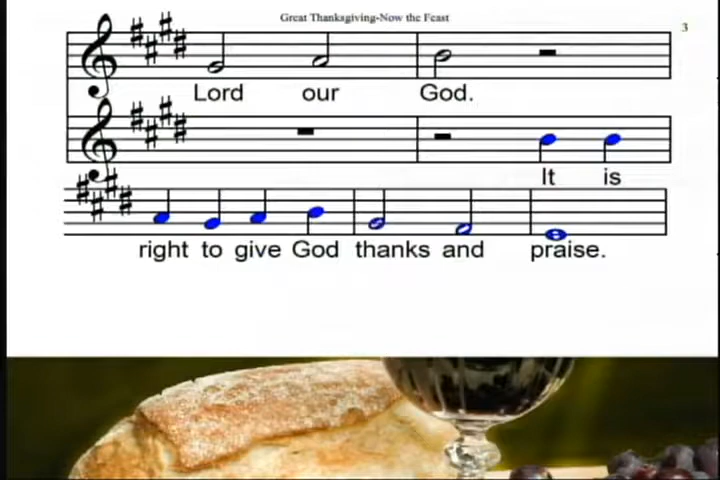 Great Thanksgiving-Now the Feast
3
Lord our God.
It is
right to give God thanks and praise.